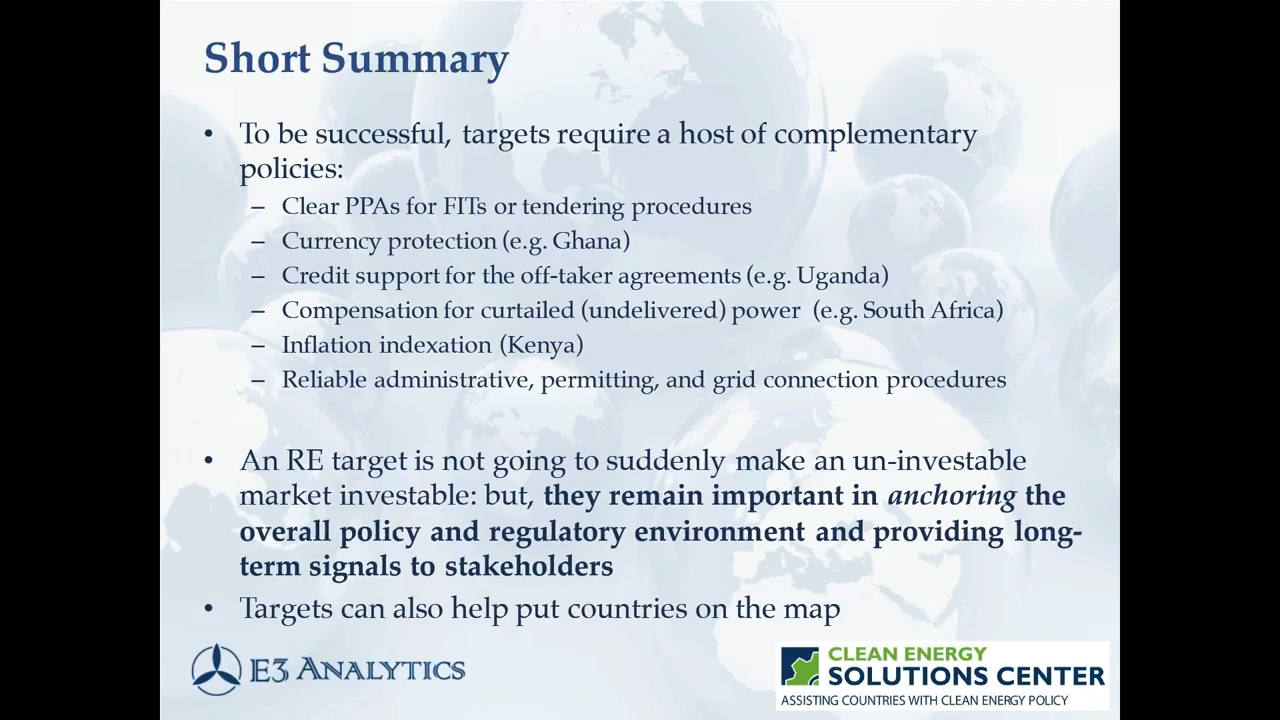 Short Summary
• To be successful, targets require a host of complementary
policies:
– Clear PPAs for FITs or tendering procedures
– Currency protection (e.g. Ghana)
– Credit support for the off-taker agreements (e.g. Uganda)
– Compensation for curtailed (undelivered) power (e.g. South Africa)
– Inflation indexation (Kenya)
– Reliable administrative, permitting, and grid connection procedures
• An RE target is not going to suddenly make an un-investable
market investable: but, they remain important in anchoring the
overall policy and regulatory environment and providing long-
term signals to stakeholders
• Targets can also help put countries on the map
E3 ANALYTICS
CLEAN ENERGY
SOLUTIONS CENTER
ASSISTING COUNTRIES WITH CLEAN ENERGY POLICY